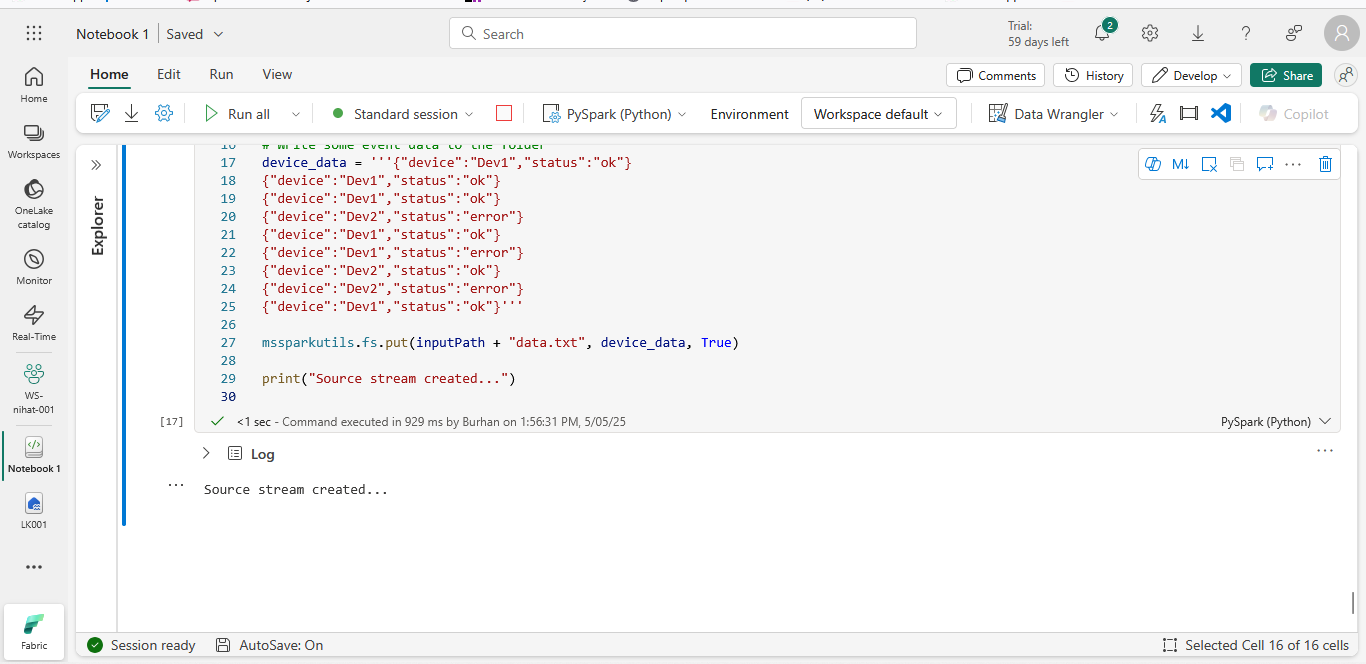 Notebook 1 Saved
Search
Trial:
59 days left
2
Home Edit Run View
Comments History Develop Share
Run all Standard session PySpark (Python) Environment Workspace default Data Wrangler Copilot
Home
Workspaces
OneLake
catalog
Monitor
Real-Time
WS-
nihat-001
Notebook 1
LK001
Fabric
Explorer
16 # Write some event data to the folder
17 device_data = '''{"device":"Dev1","status":"ok"}
18 {"device":"Dev1","status":"ok"}
19 {"device":"Dev1","status":"ok"}
20 {"device":"Dev2","status":"error"}
21 {"device":"Dev1","status":"ok"}
22 {"device":"Dev1","status":"error"}
23 {"device":"Dev2","status":"ok"}
24 {"device":"Dev2","status":"error"}
25 {"device":"Dev1","status":"ok"}'''
26
27 mssparkutils.fs.put(inputPath + "data.txt", device_data, True)
28
29 print("Source stream created...")
30
M↓
[17] <1 sec - Command executed in 929 ms by Burhan on 1:56:31 PM, 5/05/25 PySpark (Python)
Log
Source stream created...
Session ready AutoSave: On Selected Cell 16 of 16 cells